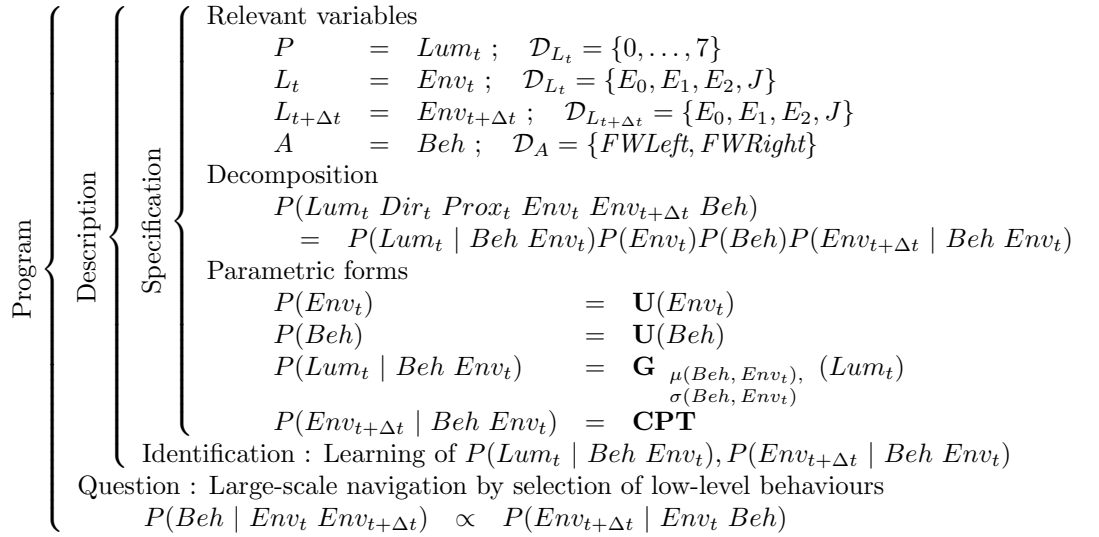 Program
Description
Specification
Relevant variables
P = Lum_t ; D_{L_t} = {0, . . . , 7}
L_t = Env_t ; D_{L_t} = {E_0, E_1, E_2, J}
L_{t+Δt} = Env_{t+Δt} ; D_{L_{t+Δt}} = {E_0, E_1, E_2, J}
A = Beh ; D_A = {FWLeft, FWRight}
Decomposition
P(Lum_t Dir_t Prox_t Env_t Env_{t+Δt} Beh)
= P(Lum_t | Beh Env_t)P(Env_t)P(Beh)P(Env_{t+Δt} | Beh Env_t)
Parametric forms
P(Env_t) = U(Env_t)
P(Beh) = U(Beh)
P(Lum_t | Beh Env_t) = G_{μ(Beh, Env_t), σ(Beh, Env_t)} (Lum_t)
P(Env_{t+Δt} | Beh Env_t) = CPT
Identification : Learning of P(Lum_t | Beh Env_t), P(Env_{t+Δt} | Beh Env_t)
Question : Large-scale navigation by selection of low-level behaviours
P(Beh | Env_t Env_{t+Δt}) ∝ P(Env_{t+Δt} | Env_t Beh)